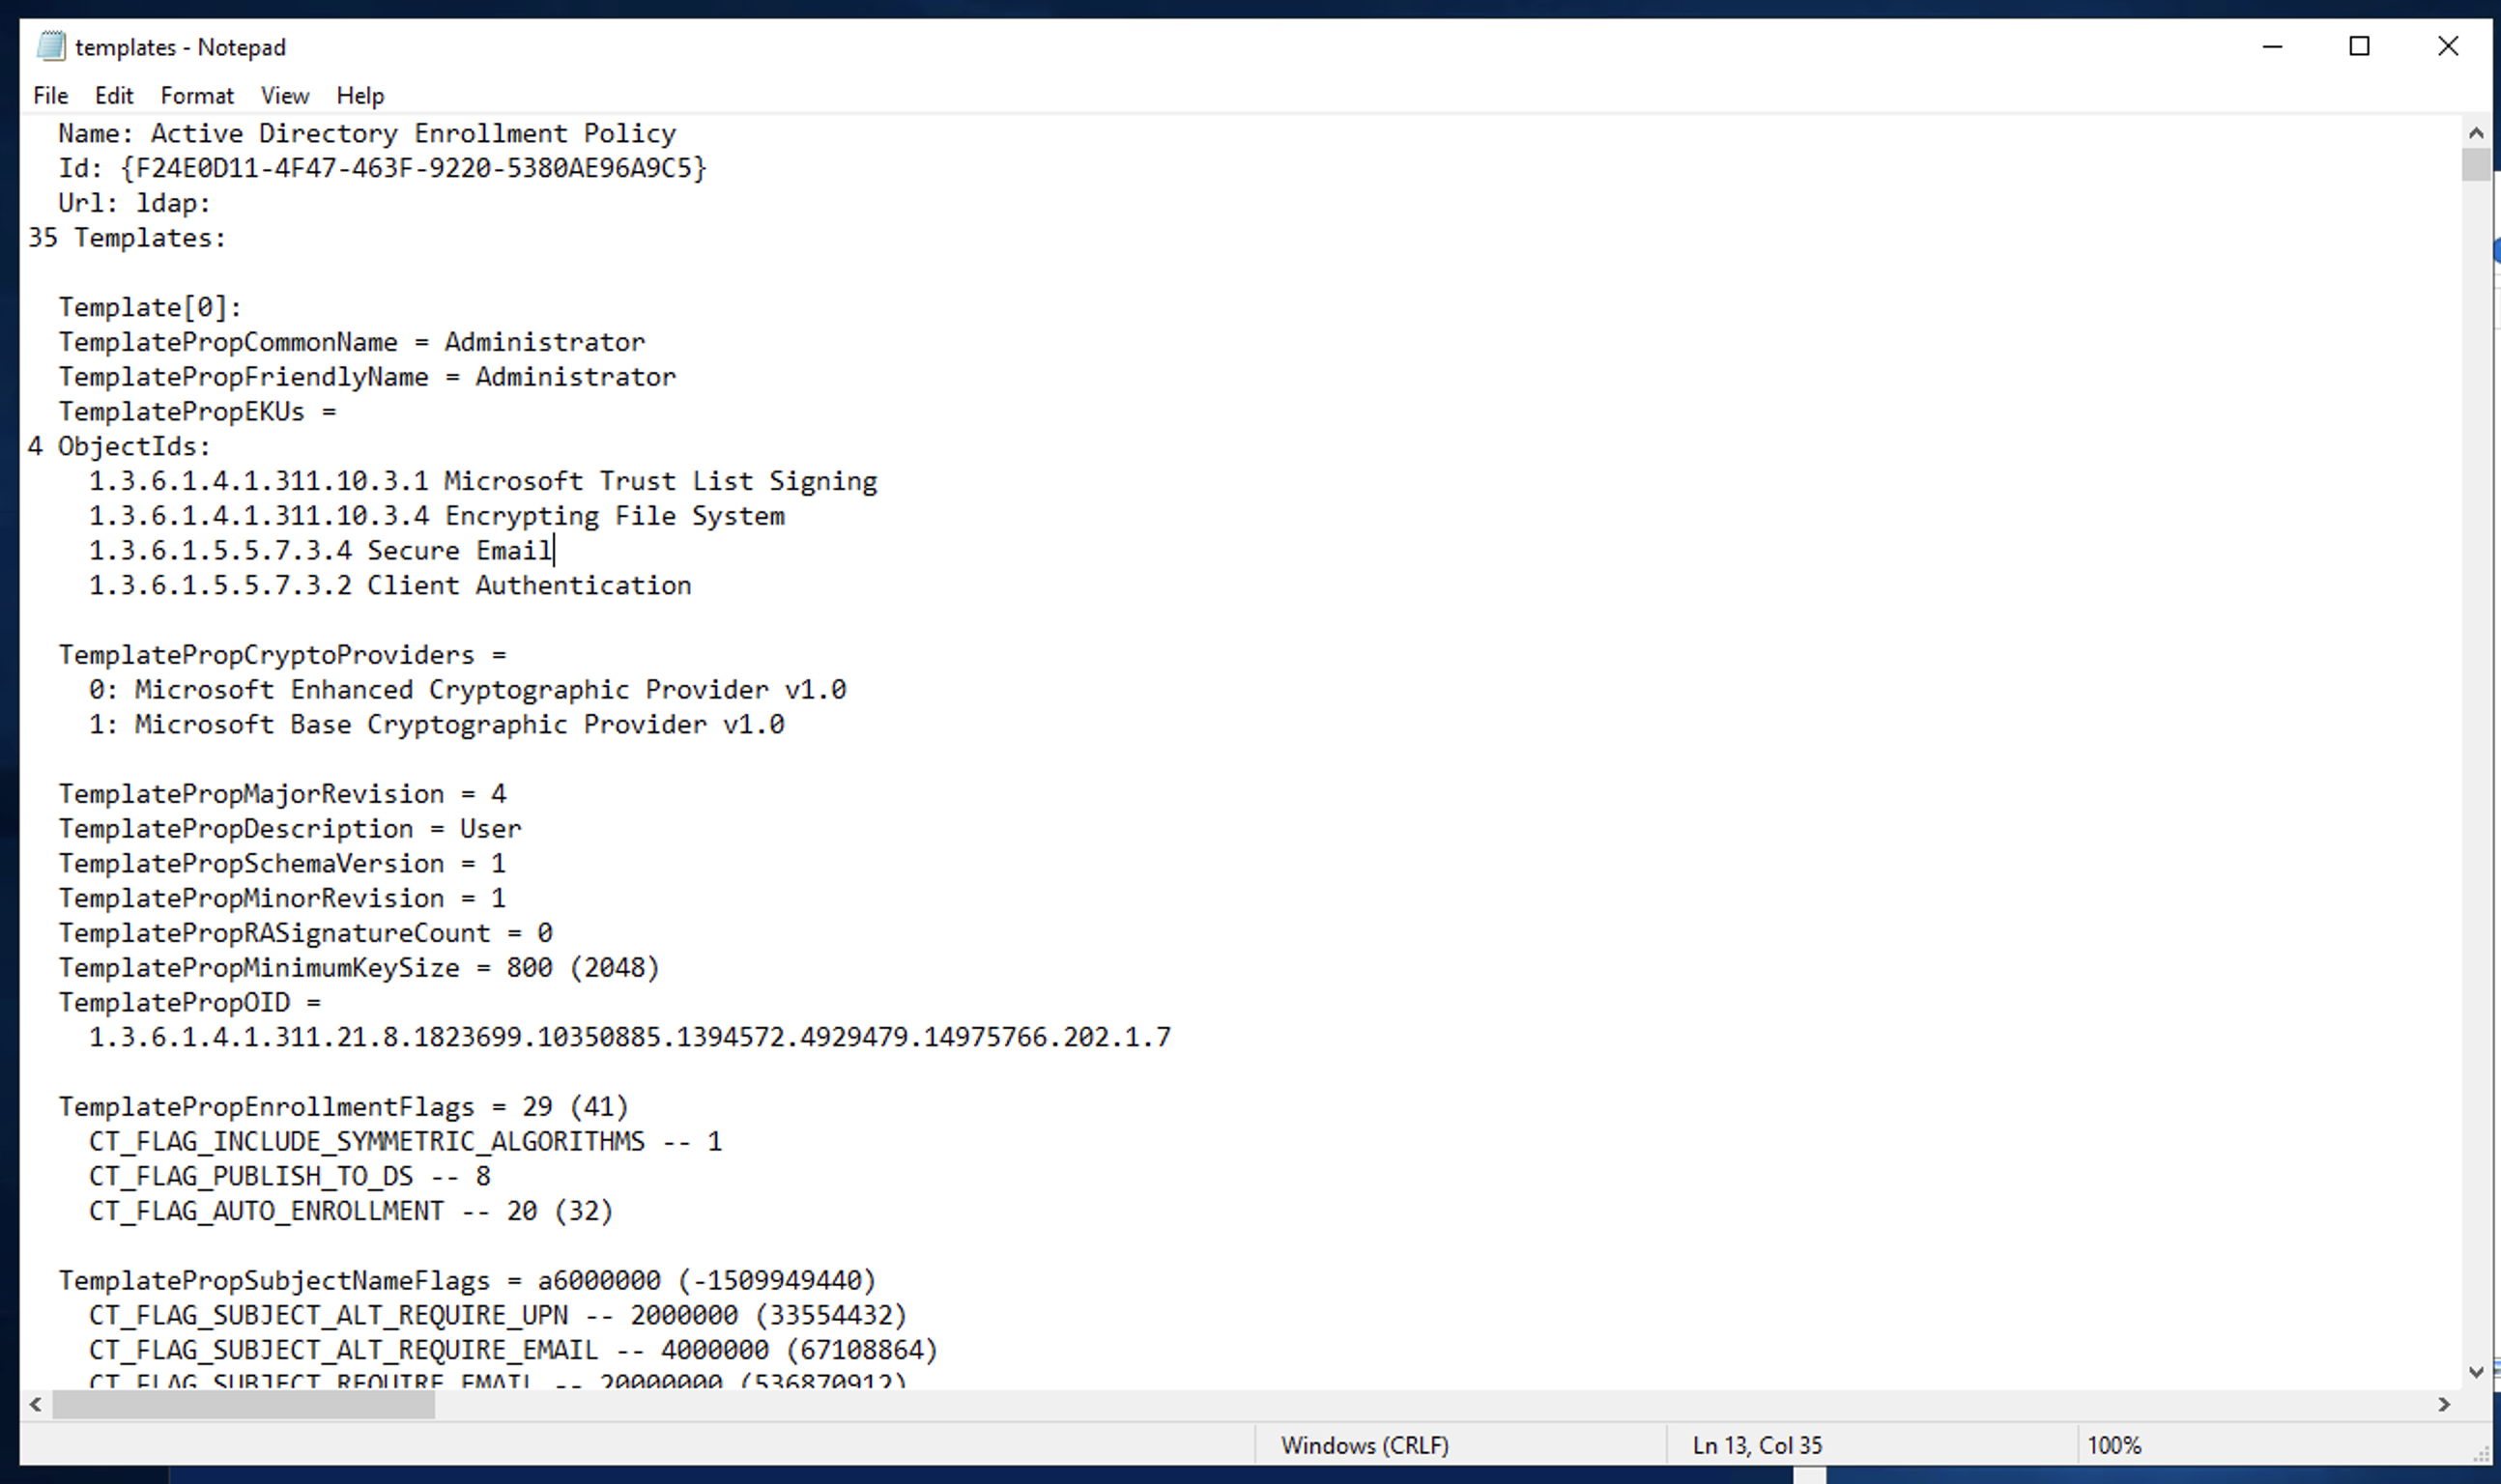 templates - Notepad
File Edit Format View Help
Name: Active Directory Enrollment Policy
Id: {F24E0D11-4F47-463F-9220-5380AE96A9C5}
Url: ldap:
35 Templates:
Template[0]:
TemplatePropCommonName = Administrator
TemplatePropFriendlyName = Administrator
TemplatePropEKUs =
4 ObjectIds:
1.3.6.1.4.1.311.10.3.1 Microsoft Trust List Signing
1.3.6.1.4.1.311.10.3.4 Encrypting File System
1.3.6.1.5.5.7.3.4 Secure Email
1.3.6.1.5.5.7.3.2 Client Authentication
TemplatePropCryptoProviders =
0: Microsoft Enhanced Cryptographic Provider v1.0
1: Microsoft Base Cryptographic Provider v1.0
TemplatePropMajorRevision = 4
TemplatePropDescription = User
TemplatePropSchemaVersion = 1
TemplatePropMinorRevision = 1
TemplatePropRASignatureCount = 0
TemplatePropMinimumKeySize = 800 (2048)
TemplatePropOID =
1.3.6.1.4.1.311.21.8.1823699.10350885.1394572.4929479.14975766.202.1.7
TemplatePropEnrollmentFlags = 29 (41)
CT_FLAG_INCLUDE_SYMMETRIC_ALGORITHMS -- 1
CT_FLAG_PUBLISH_TO_DS -- 8
CT_FLAG_AUTO_ENROLLMENT -- 20 (32)
TemplatePropSubjectNameFlags = a6000000 (-1509949440)
CT_FLAG_SUBJECT_ALT_REQUIRE_UPN -- 2000000 (33554432)
CT_FLAG_SUBJECT_ALT_REQUIRE_EMAIL -- 4000000 (67108864)
CT_FLAG_SUBJECT_REQUIRE_EMAIL -- 20000000 (536870912)
Windows (CRLF)
Ln 13, Col 35
100%